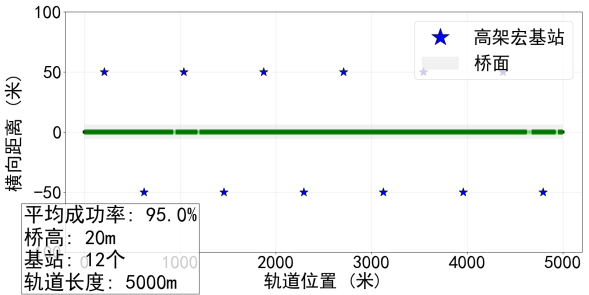 100
高架宏基站
桥面
50
0
-50
横向距离 (米)
平均成功率: 95.0%
桥高: 20m
基站: 12个
轨道长度: 5000m
1000
2000
3000
4000
5000
轨道位置 (米)